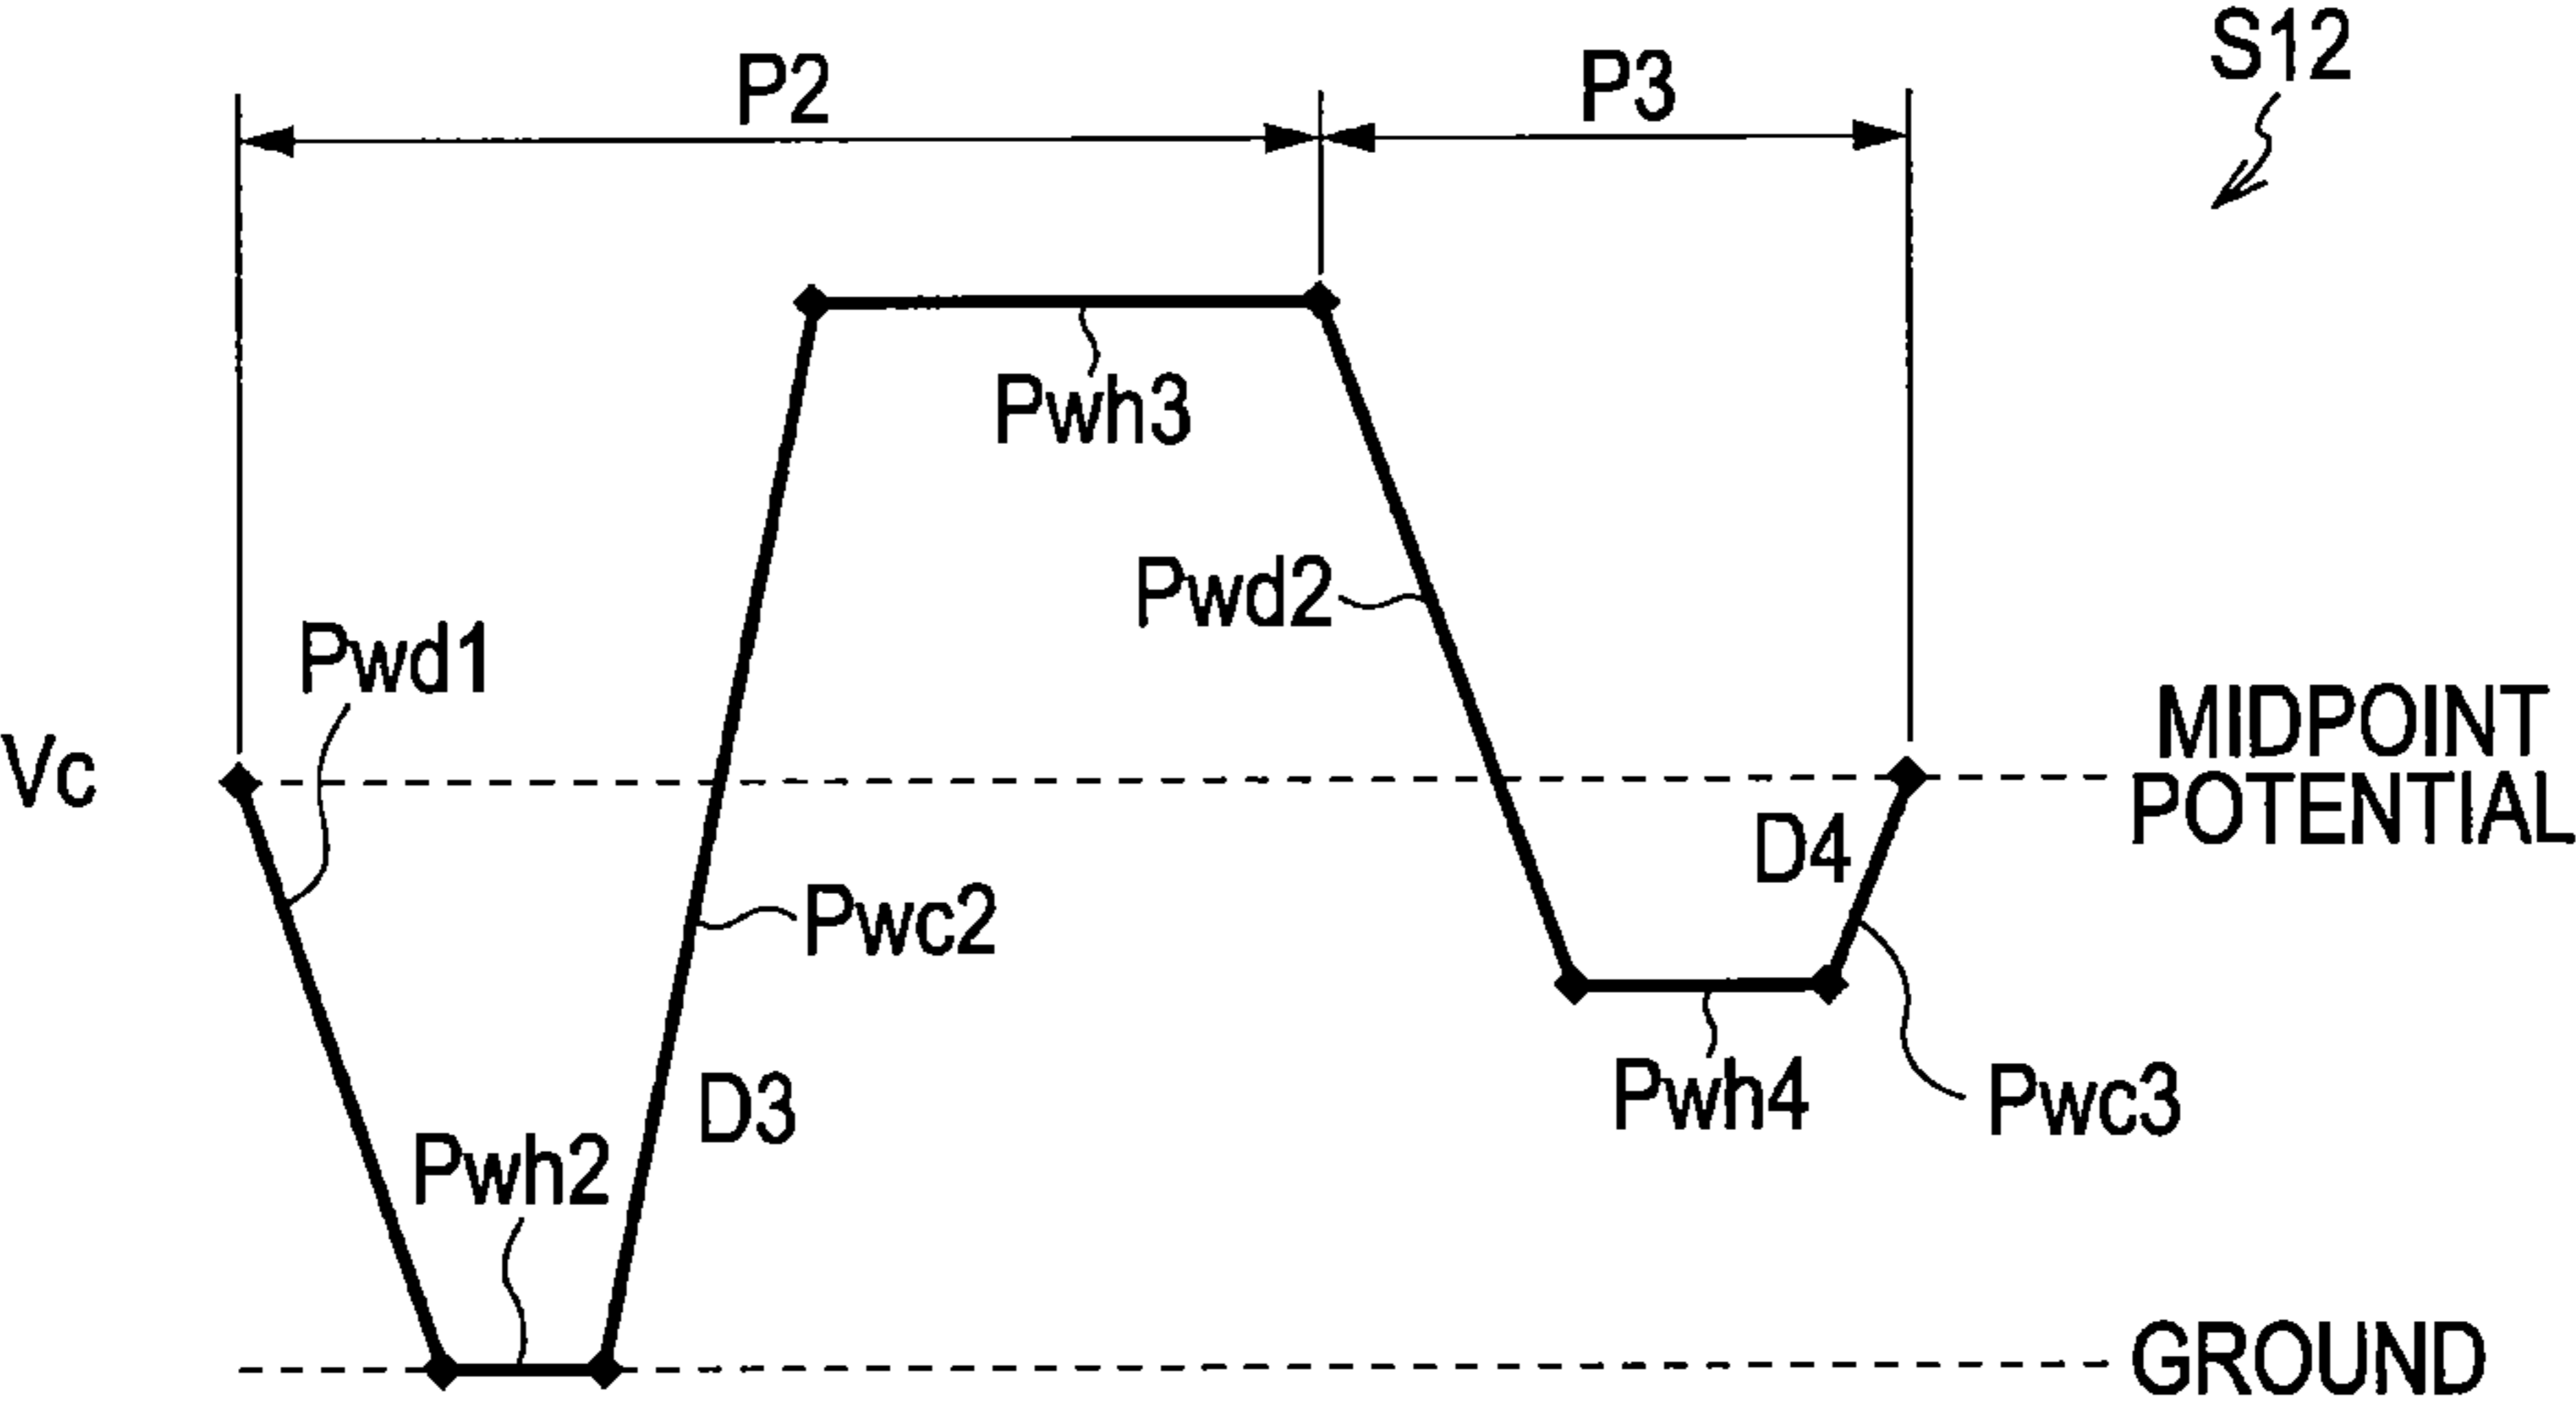 S12
P2
P3
Pwh3
Pwd2
Pwd1
Vc
MIDPOINT
POTENTIAL
D4
Pwc2
D3
Pwh4
Pwc3
Pwh2
GROUND